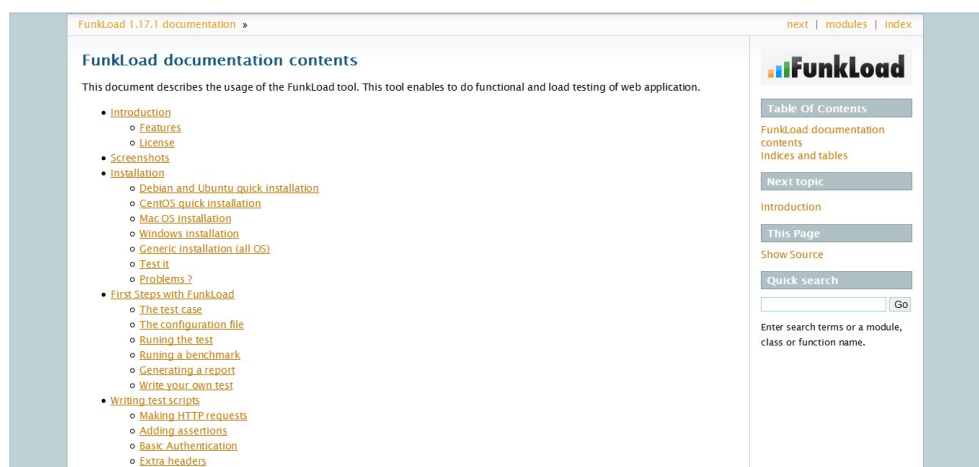 FunkLoad 1.17.1 documentation »
next | modules | index
FunkLoad documentation contents
This document describes the usage of the FunkLoad tool. This tool enables to do functional and load testing of web application.
Introduction
Features
License
Screenshots
Installation
Debian and Ubuntu quick installation
CentOS quick installation
Mac OS installation
Windows installation
Generic installation (all OS)
Test it
Problems ?
First Steps with FunkLoad
The test case
The configuration file
Runing the test
Runing a benchmark
Generating a report
Write your own test
Writing test scripts
Making HTTP requests
Adding assertions
Basic Authentication
Extra headers
FunkLoad
Table Of Contents
FunkLoad documentation
contents
Indices and tables
Next topic
Introduction
This Page
Show Source
Quick search
Go
Enter search terms or a module,
class or function name.